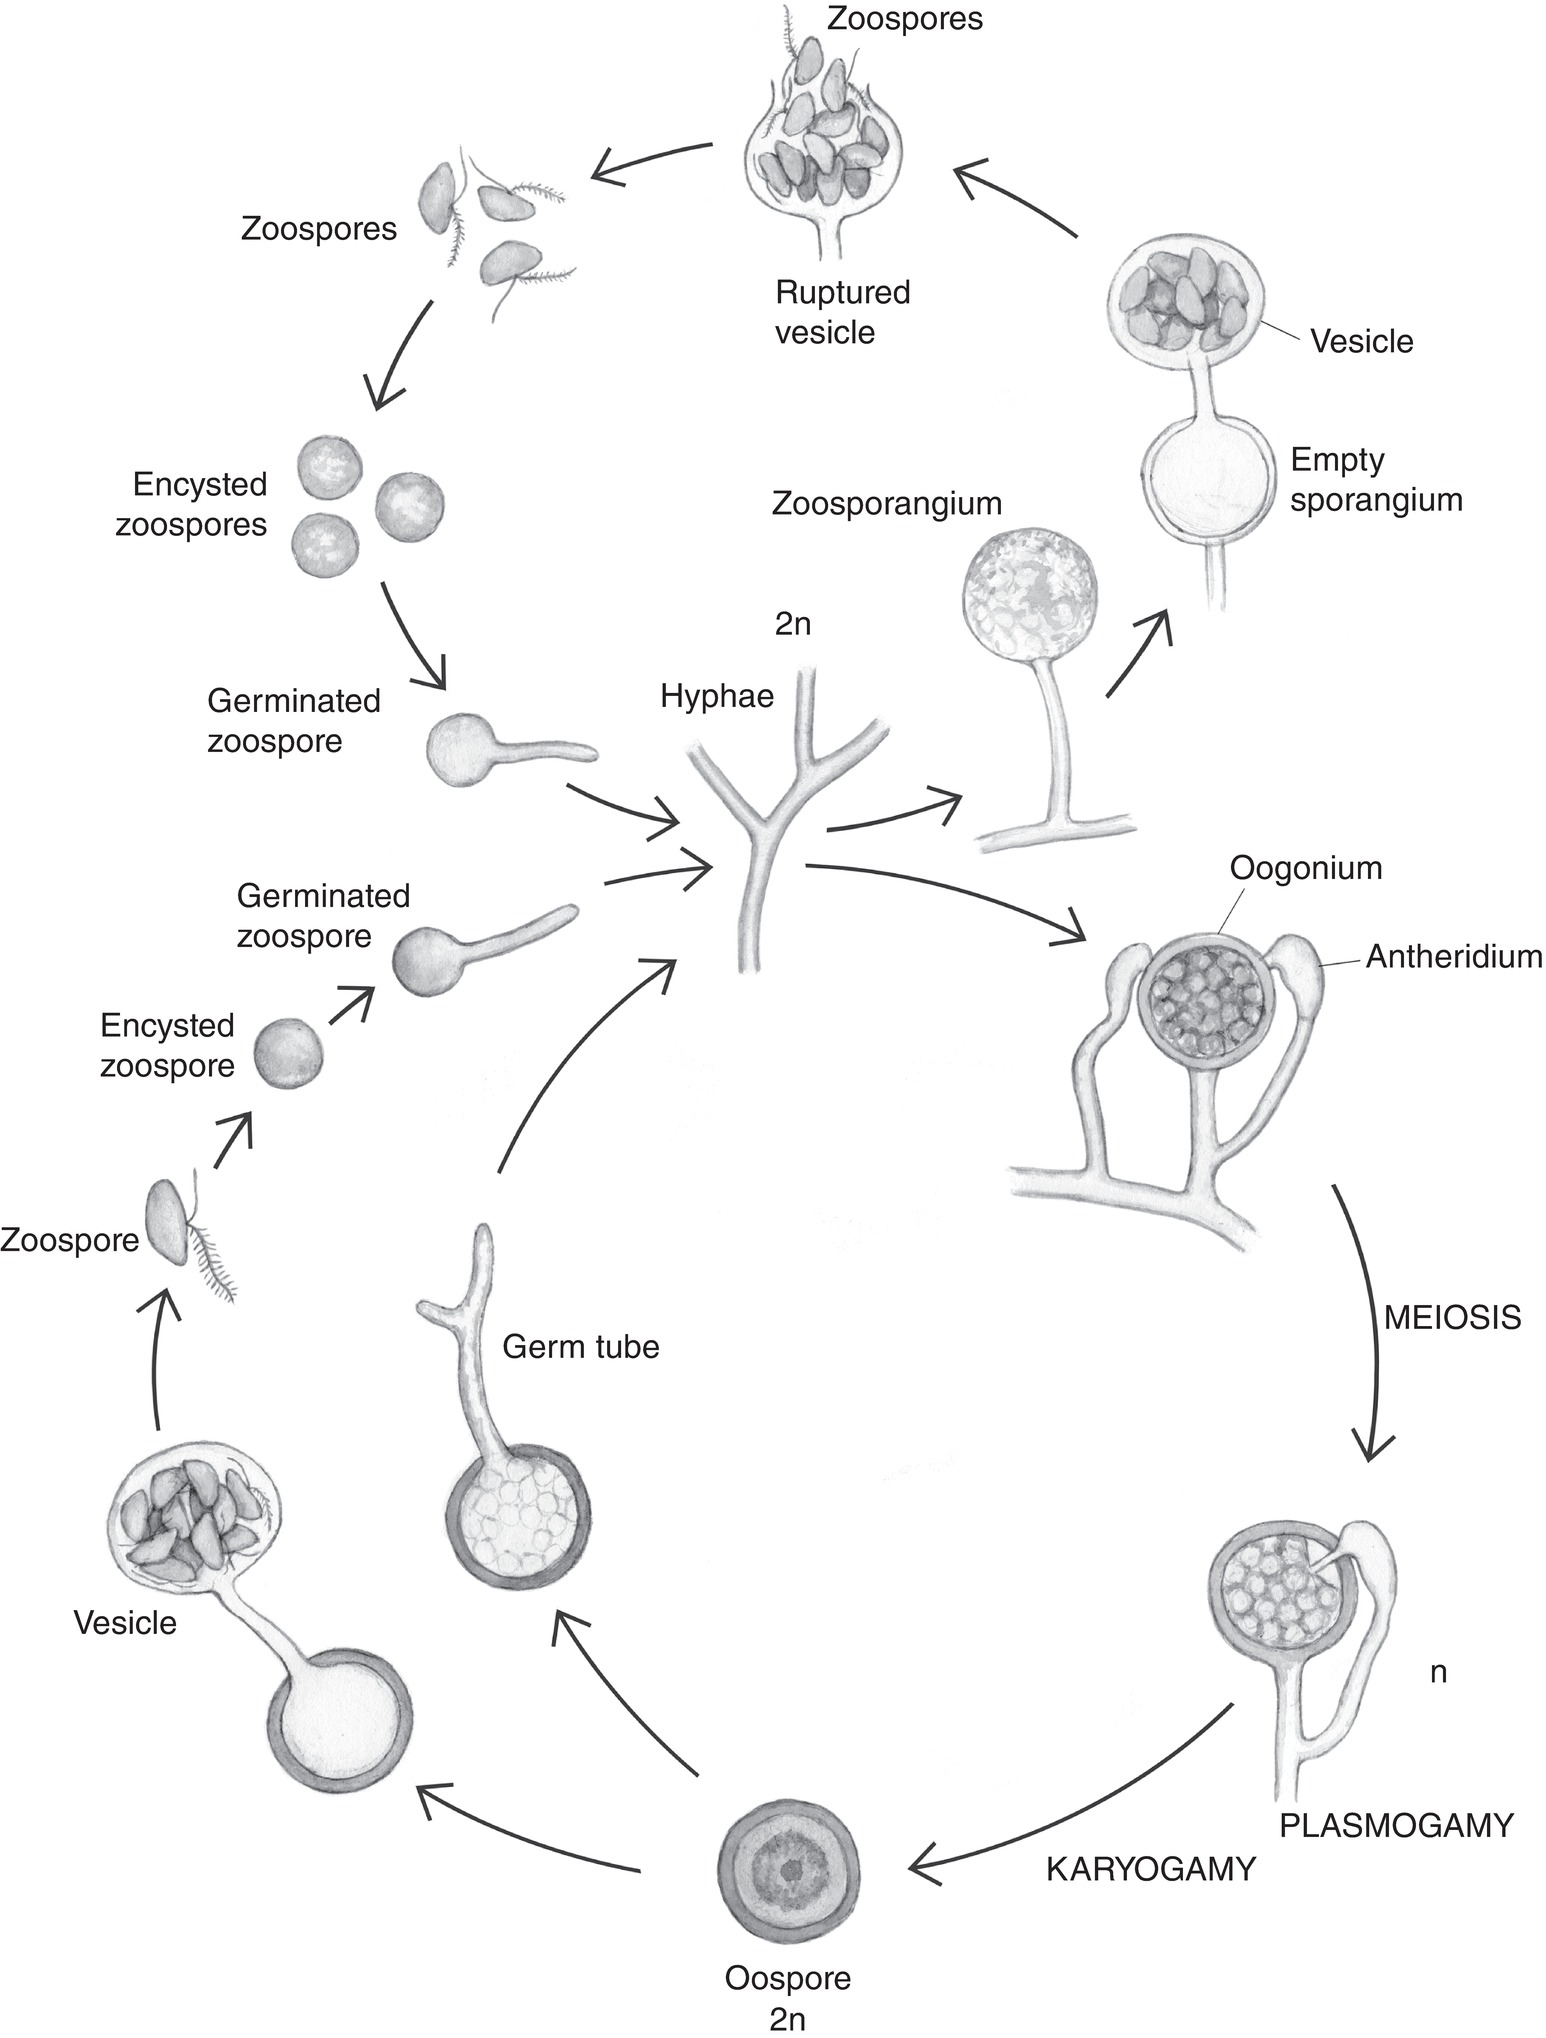 Zoospores
Zoospores
Ruptured
vesicle
Vesicle
Empty
sporangium
Encysted
zoospores
Zoosporangium
2n
Hyphae
Germinated
zoospore
Oogonium
Antheridium
Germinated
zoospore
Encysted
zoospore
Zoospore
MEIOSIS
Germ tube
Vesicle
n
PLASMOGAMY
KARYOGAMY
Oospore
2n